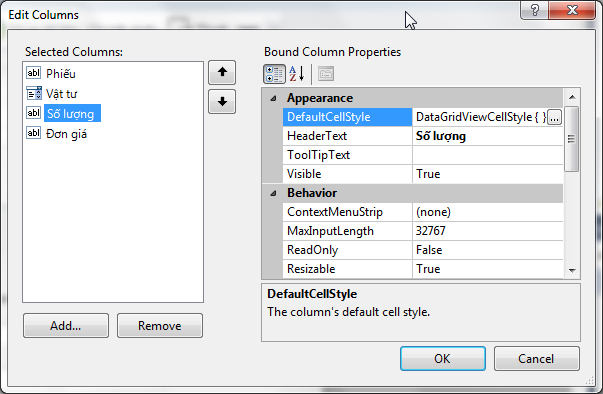 Edit Columns
Selected Columns:
Bound Column Properties
abl Phiếu
Vật tư
abl Số lượng
abl Đơn giá
Appearance
DefaultCellStyle DataGridViewCellStyle { } ...
HeaderText Số lượng
ToolTipText
Visible True
Behavior
ContextMenuStrip (none)
MaxInputLength 32767
ReadOnly False
Resizable True
DefaultCellStyle
The column's default cell style.
Add... Remove
OK Cancel